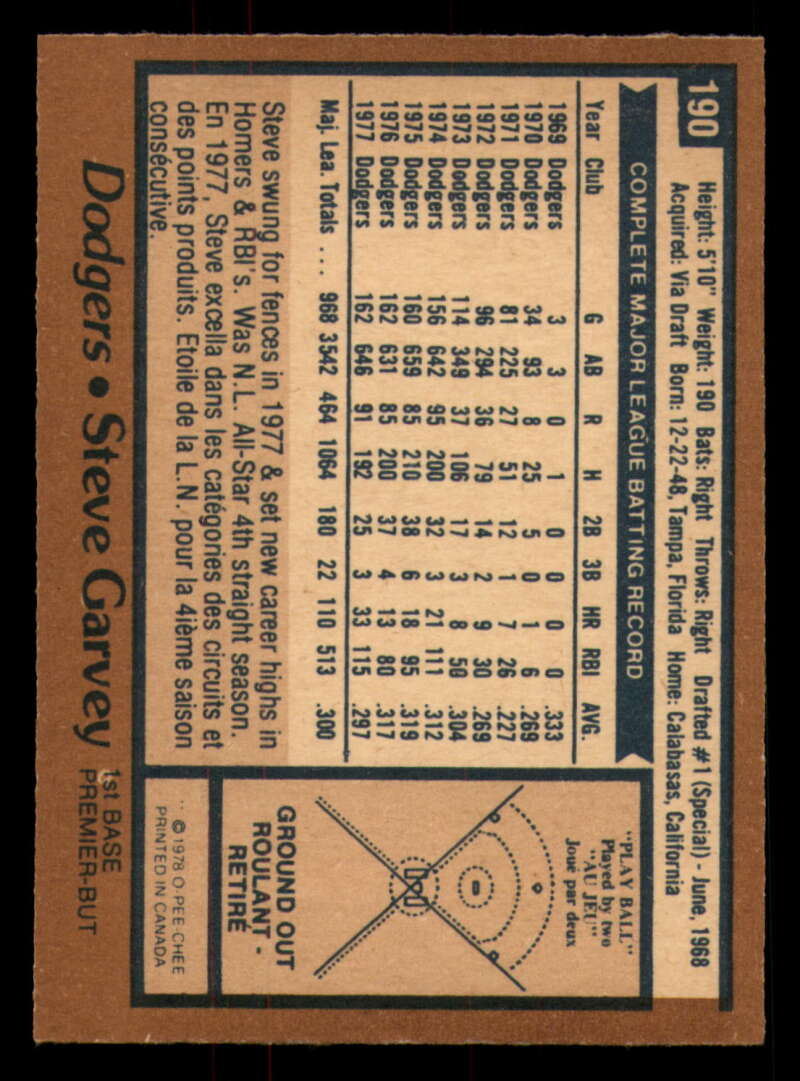 190
Height: 5'10" Weight: 190 Bats: Right Throws: Right Drafted #1 (Special) - June, 1968
Acquired: Via Draft Born: 12-22-48, Tampa, Florida Home: Calabasas, California
COMPLETE MAJOR LEAGUE BATTING RECORD
Year Club G AB R H 2B 3B HR RBI AVG.
1969 Dodgers 3 3 0 1 0 0 0 0 .333
1970 Dodgers 34 93 8 25 5 0 1 6 .269
1971 Dodgers 81 225 27 51 12 1 7 26 .227
1972 Dodgers 96 294 36 79 14 2 9 30 .269
1973 Dodgers 114 349 37 106 17 3 8 50 .304
1974 Dodgers 156 642 95 200 32 3 21 111 .312
1975 Dodgers 160 659 85 210 38 6 18 95 .319
1976 Dodgers 162 631 85 200 37 4 13 80 .317
1977 Dodgers 162 646 91 192 25 3 33 115 .297
Maj. Lea. Totals ... 968 3542 464 1064 180 22 110 513 .300
Steve swung for fences in 1977 & set new career highs in
Homers & RBI's. Was N.L. All-Star 4th straight season.
En 1977, Steve excella dans les catégories des circuits et
des points produits. Etoile de la L.N. pour la 4ième saison
consécutive.
"PLAY BALL"
Played by two
"AU JEU"
Joué par deux
GROUND OUT
ROULANT -
RETIRÉ
© 1978 O-PEE-CHEE
PRINTED IN CANADA
Dodgers • Steve Garvey
1st BASE
PREMIER-BUT